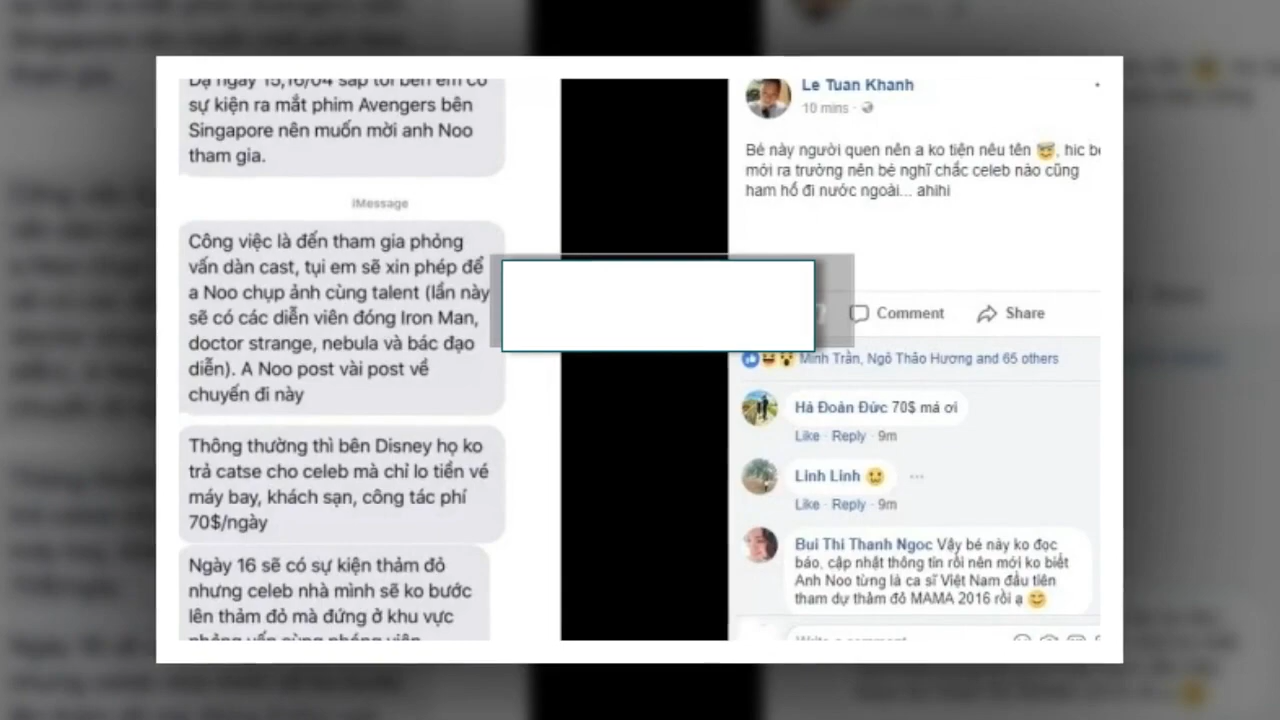 Dạ ngày 15,16/04 sắp tới bên em có
sự kiện ra mắt phim Avengers bên
Singapore nên muốn mời anh Noo
tham gia.
iMessage
Công việc là đến tham gia phỏng
vấn dàn cast, tụi em sẽ xin phép để
a Noo chụp ảnh cùng talent (lần này
sẽ có các diễn viên đóng Iron Man,
doctor strange, nebula và bác đạo
diễn). A Noo post vài post về
chuyến đi này
Thông thường thì bên Disney họ ko
trả catse cho celeb mà chỉ lo tiền vé
máy bay, khách sạn, công tác phí
70$/ngày
Ngày 16 sẽ có sự kiện thảm đỏ
nhưng celeb nhà mình sẽ ko bước
lên thảm đỏ mà đứng ở khu vực
phỏng vấn cùng phóng viên
Le Tuan Khanh
10 mins ·
Bé này người quen nên a ko tiện nêu tên 😇, hic bé
mới ra trường nên bé nghĩ chắc celeb nào cũng
ham hố đi nước ngoài... ahihi
Comment Share
Minh Trần, Ngô Thảo Hương and 65 others
Hà Đoàn Đức 70$ má ơi
Like · Reply · 9m
Linh Linh
Like · Reply · 9m
Bui Thi Thanh Ngoc Vậy bé này ko đọc
báo, cập nhật thông tin rồi nên mới ko biết
Anh Noo từng là ca sĩ Việt Nam đầu tiên
tham dự thảm đỏ MAMA 2016 rồi ạ 😊
Write a comment